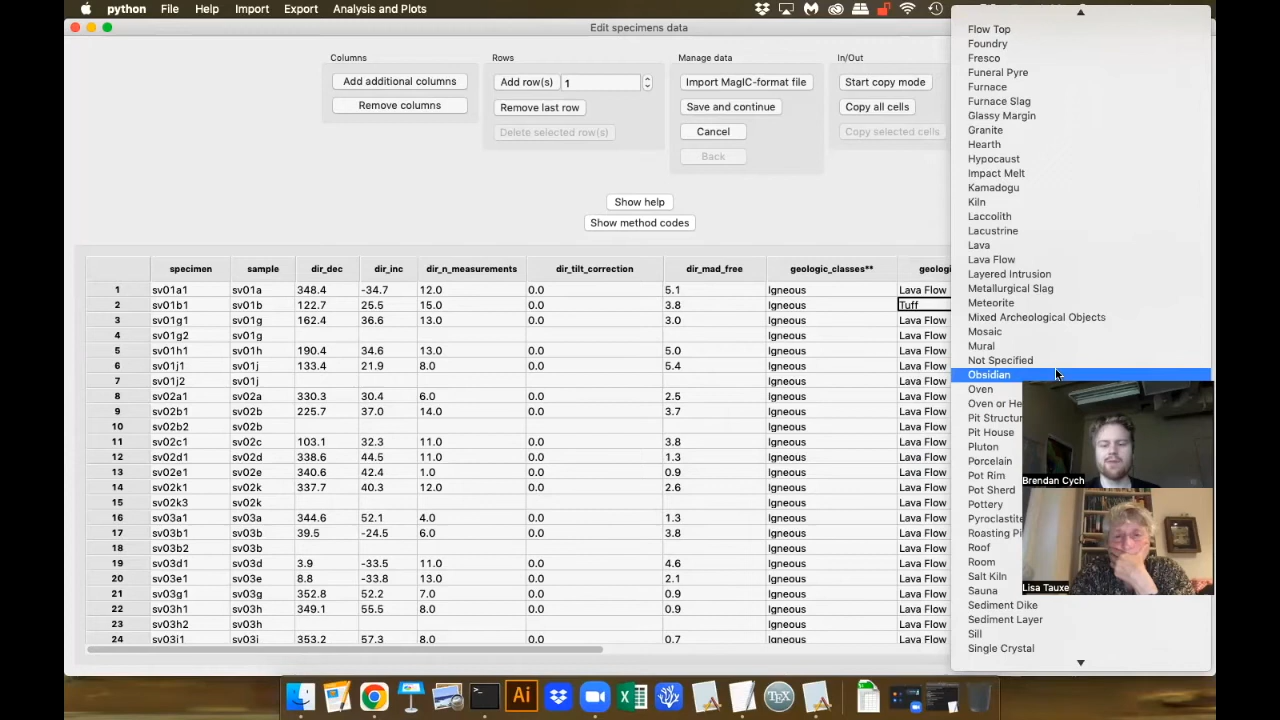 python File Help Import Export Analysis and Plots
Edit specimens data
Columns Rows Manage data In/Out
Add additional columns Add row(s) 1 Import MagIC-format file Start copy mode
Remove columns Remove last row Save and continue Copy all cells
Delete selected row(s) Cancel Copy selected cells
Back
Show help
Show method codes
specimen sample dir_dec dir_inc dir_n_measurements dir_tilt_correction dir_mad_free geologic_classes** geologi
1 sv01a1 sv01a 348.4 -34.7 12.0 0.0 5.1 Igneous Lava Flow
2 sv01b1 sv01b 122.7 25.5 15.0 0.0 3.8 Igneous Tuff
3 sv01g1 sv01g 162.4 36.6 13.0 0.0 3.0 Igneous Lava Flow
4 sv01g2 sv01g Igneous Lava Flow
5 sv01h1 sv01h 190.4 34.6 13.0 0.0 5.0 Igneous Lava Flow
6 sv01j1 sv01j 133.4 21.9 8.0 0.0 5.4 Igneous Lava Flow
7 sv01j2 sv01j Igneous Lava Flow
8 sv02a1 sv02a 330.3 30.4 6.0 0.0 2.5 Igneous Lava Flow
9 sv02b1 sv02b 225.7 37.0 14.0 0.0 3.7 Igneous Lava Flow
10 sv02b2 sv02b Igneous Lava Flow
11 sv02c1 sv02c 103.1 32.3 11.0 0.0 3.8 Igneous Lava Flow
12 sv02d1 sv02d 338.6 44.5 11.0 0.0 1.3 Igneous Lava Flow
13 sv02e1 sv02e 340.6 42.4 1.0 0.0 0.9 Igneous Lava Flow
14 sv02k1 sv02k 337.7 40.3 12.0 0.0 2.6 Igneous Lava Flow
15 sv02k3 sv02k Igneous Lava Flow
16 sv03a1 sv03a 344.6 52.1 4.0 0.0 1.3 Igneous Lava Flow
17 sv03b1 sv03b 39.5 -24.5 6.0 0.0 3.8 Igneous Lava Flow
18 sv03b2 sv03b Igneous Lava Flow
19 sv03d1 sv03d 3.9 -33.5 11.0 0.0 4.6 Igneous Lava Flow
20 sv03e1 sv03e 8.8 -33.8 13.0 0.0 2.1 Igneous Lava Flow
21 sv03g1 sv03g 352.8 52.2 7.0 0.0 0.9 Igneous Lava Flow
22 sv03h1 sv03h 349.1 55.5 8.0 0.0 0.9 Igneous Lava Flow
23 sv03h2 sv03h Igneous Lava Flow
24 sv03i1 sv03i 353.2 57.3 8.0 0.0 0.7 Igneous Lava Flow
Flow Top
Foundry
Fresco
Funeral Pyre
Furnace
Furnace Slag
Glassy Margin
Granite
Hearth
Hypocaust
Impact Melt
Kamadogu
Kiln
Laccolith
Lacustrine
Lava
Lava Flow
Layered Intrusion
Metallurgical Slag
Meteorite
Mixed Archeological Objects
Mosaic
Mural
Not Specified
Obsidian
Oven
Oven or He
Pit Structur
Pit House
Pluton
Porcelain
Pot Rim
Pot Sherd
Pottery
Pyroclastite
Roasting Pi
Roof
Room
Salt Kiln
Sauna
Sediment Dike
Sediment Layer
Sill
Single Crystal
Brendan Cych
Lisa Tauxe
Ai
TEX